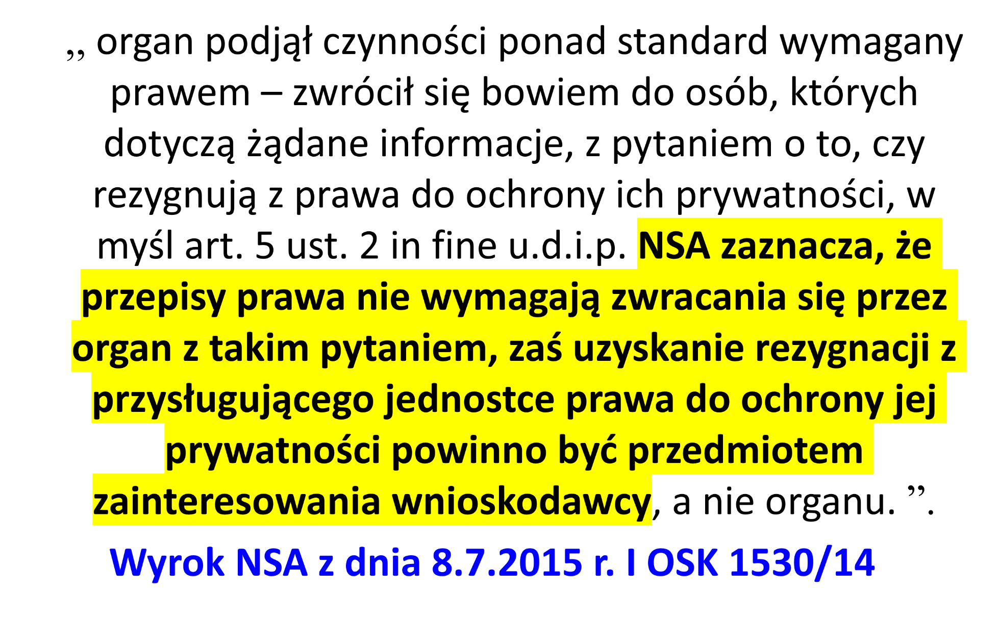 „ organ podjął czynności ponad standard wymagany
prawem – zwrócił się bowiem do osób, których
dotyczą żądane informacje, z pytaniem o to, czy
rezygnują z prawa do ochrony ich prywatności, w
myśl art. 5 ust. 2 in fine u.d.i.p. NSA zaznacza, że
przepisy prawa nie wymagają zwracania się przez
organ z takim pytaniem, zaś uzyskanie rezygnacji z
przysługującego jednostce prawa do ochrony jej
prywatności powinno być przedmiotem
zainteresowania wnioskodawcy, a nie organu. ”.
Wyrok NSA z dnia 8.7.2015 r. I OSK 1530/14